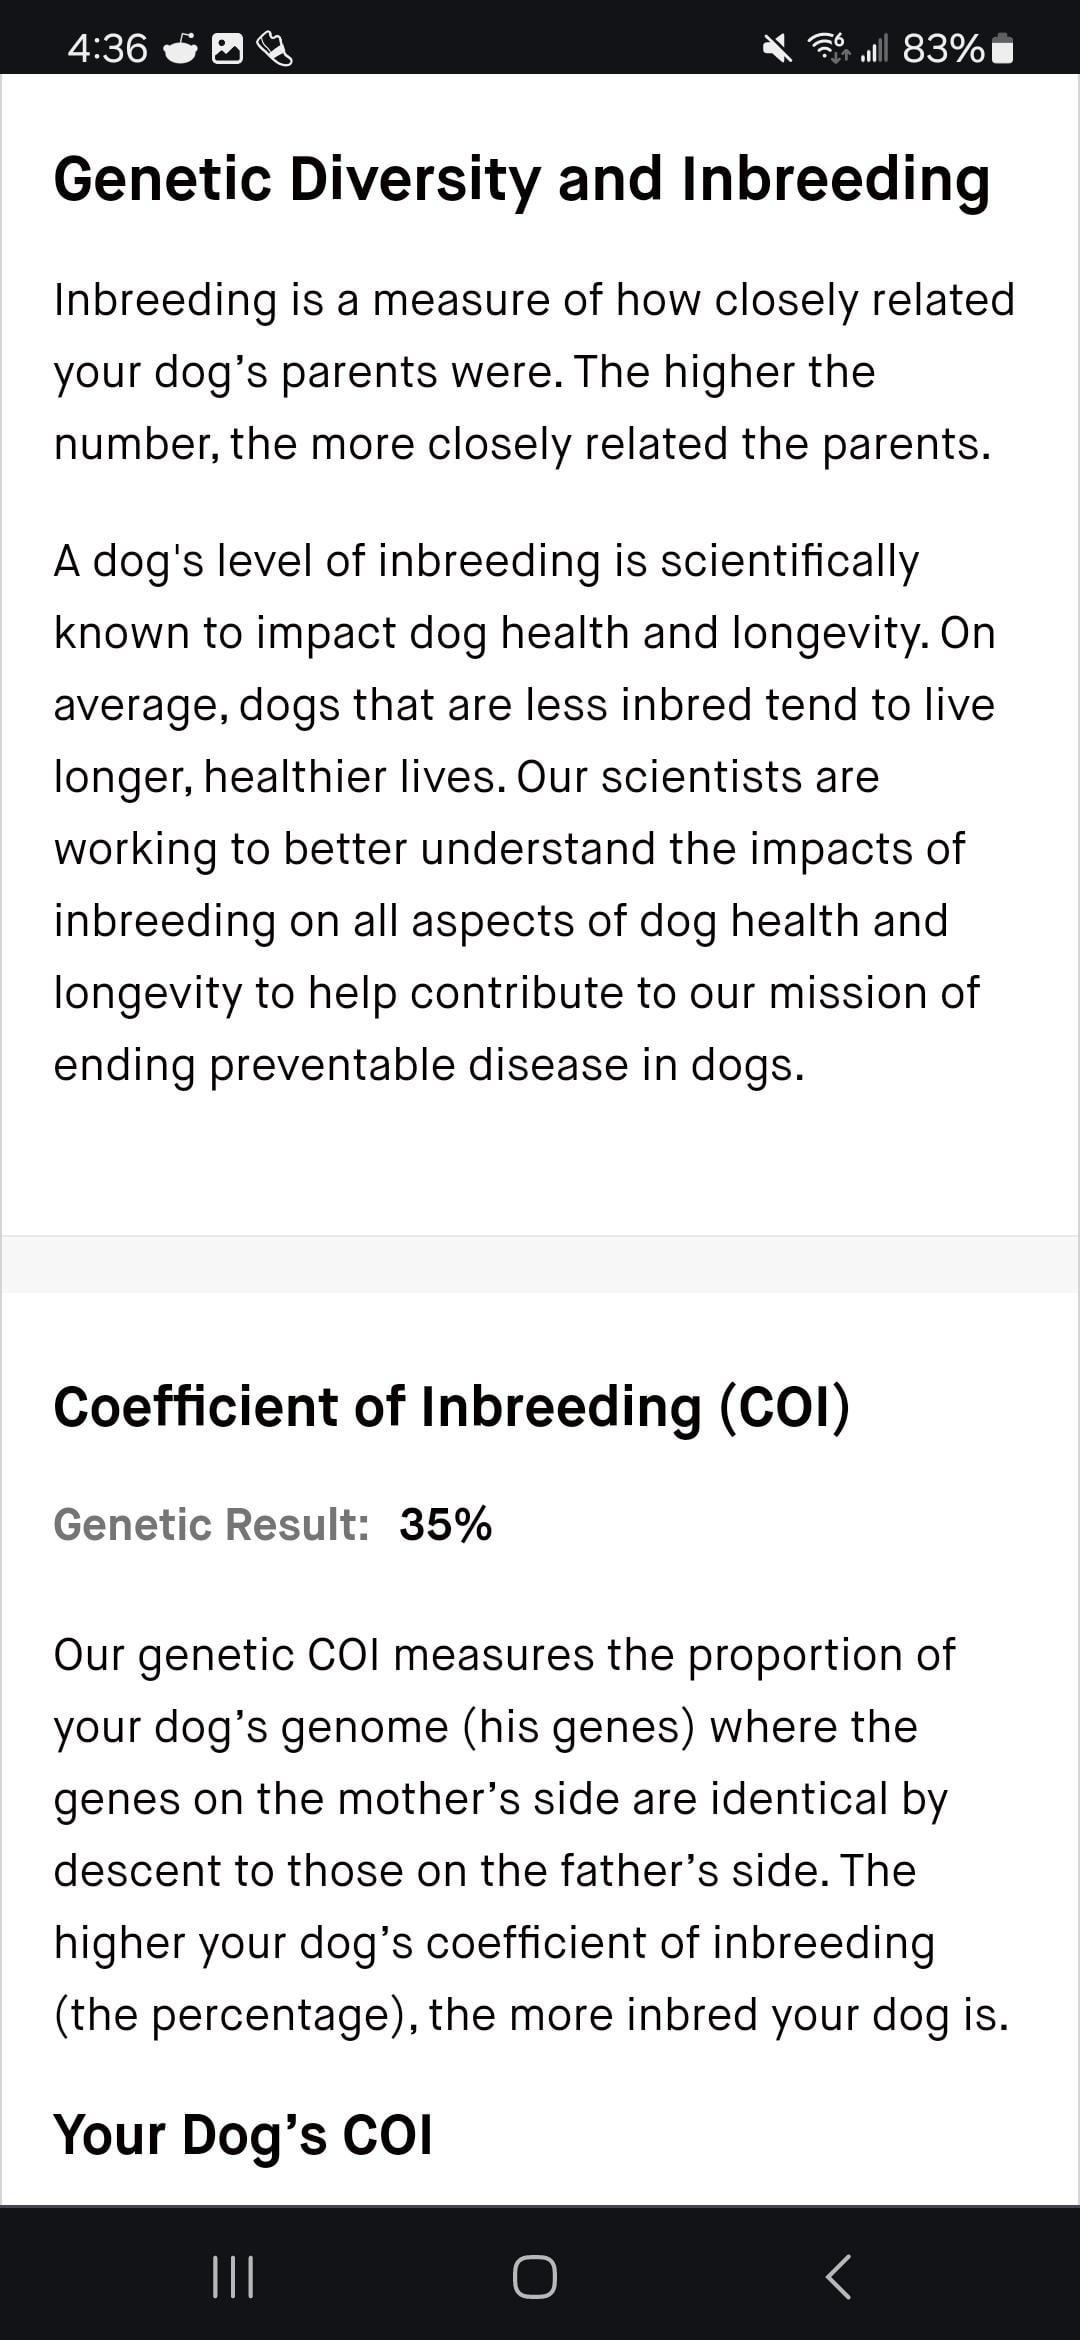 4:36
6
83%
Genetic Diversity and Inbreeding
Inbreeding is a measure of how closely related
your dog’s parents were. The higher the
number, the more closely related the parents.
A dog's level of inbreeding is scientifically
known to impact dog health and longevity. On
average, dogs that are less inbred tend to live
longer, healthier lives. Our scientists are
working to better understand the impacts of
inbreeding on all aspects of dog health and
longevity to help contribute to our mission of
ending preventable disease in dogs.
Coefficient of Inbreeding (COI)
Genetic Result: 35%
Our genetic COI measures the proportion of
your dog’s genome (his genes) where the
genes on the mother’s side are identical by
descent to those on the father’s side. The
higher your dog’s coefficient of inbreeding
(the percentage), the more inbred your dog is.
Your Dog’s COI